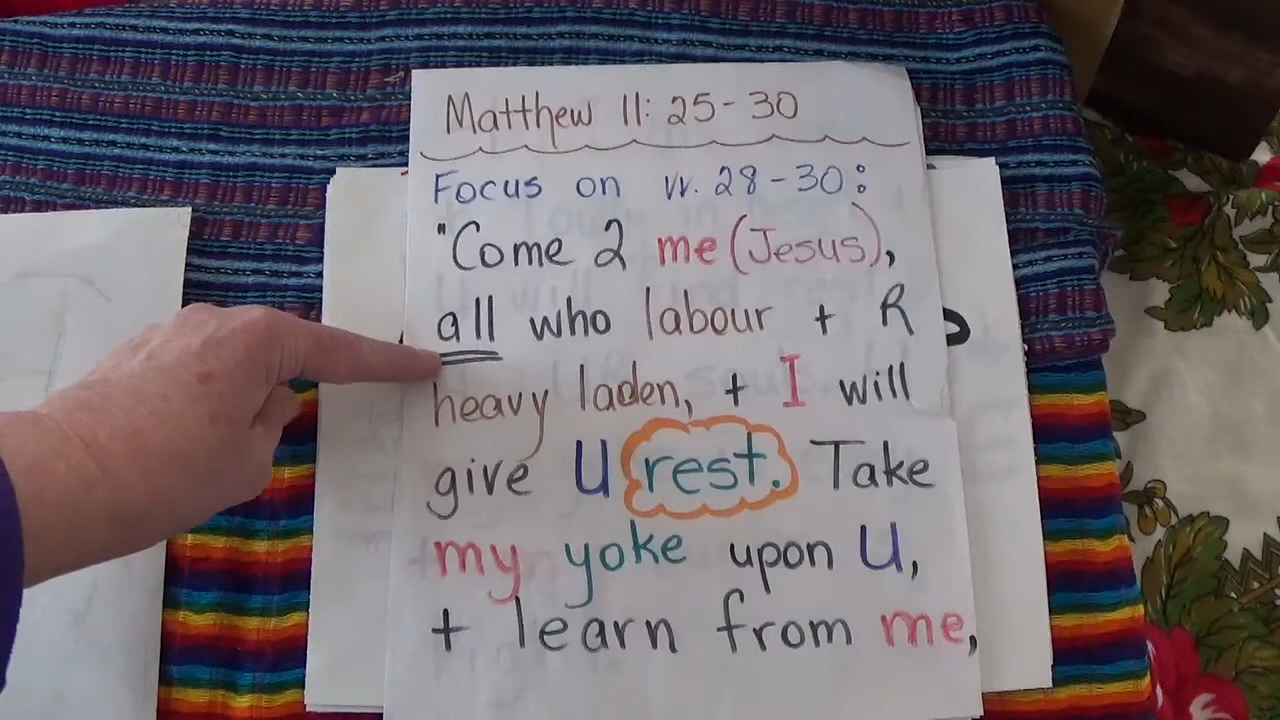 Matthew 11: 25-30
Focus on vv. 28-30:
"Come 2 me (Jesus),
all who labour + R
heavy laden, + I will
give U rest. Take
my yoke upon U,
+ learn from me,